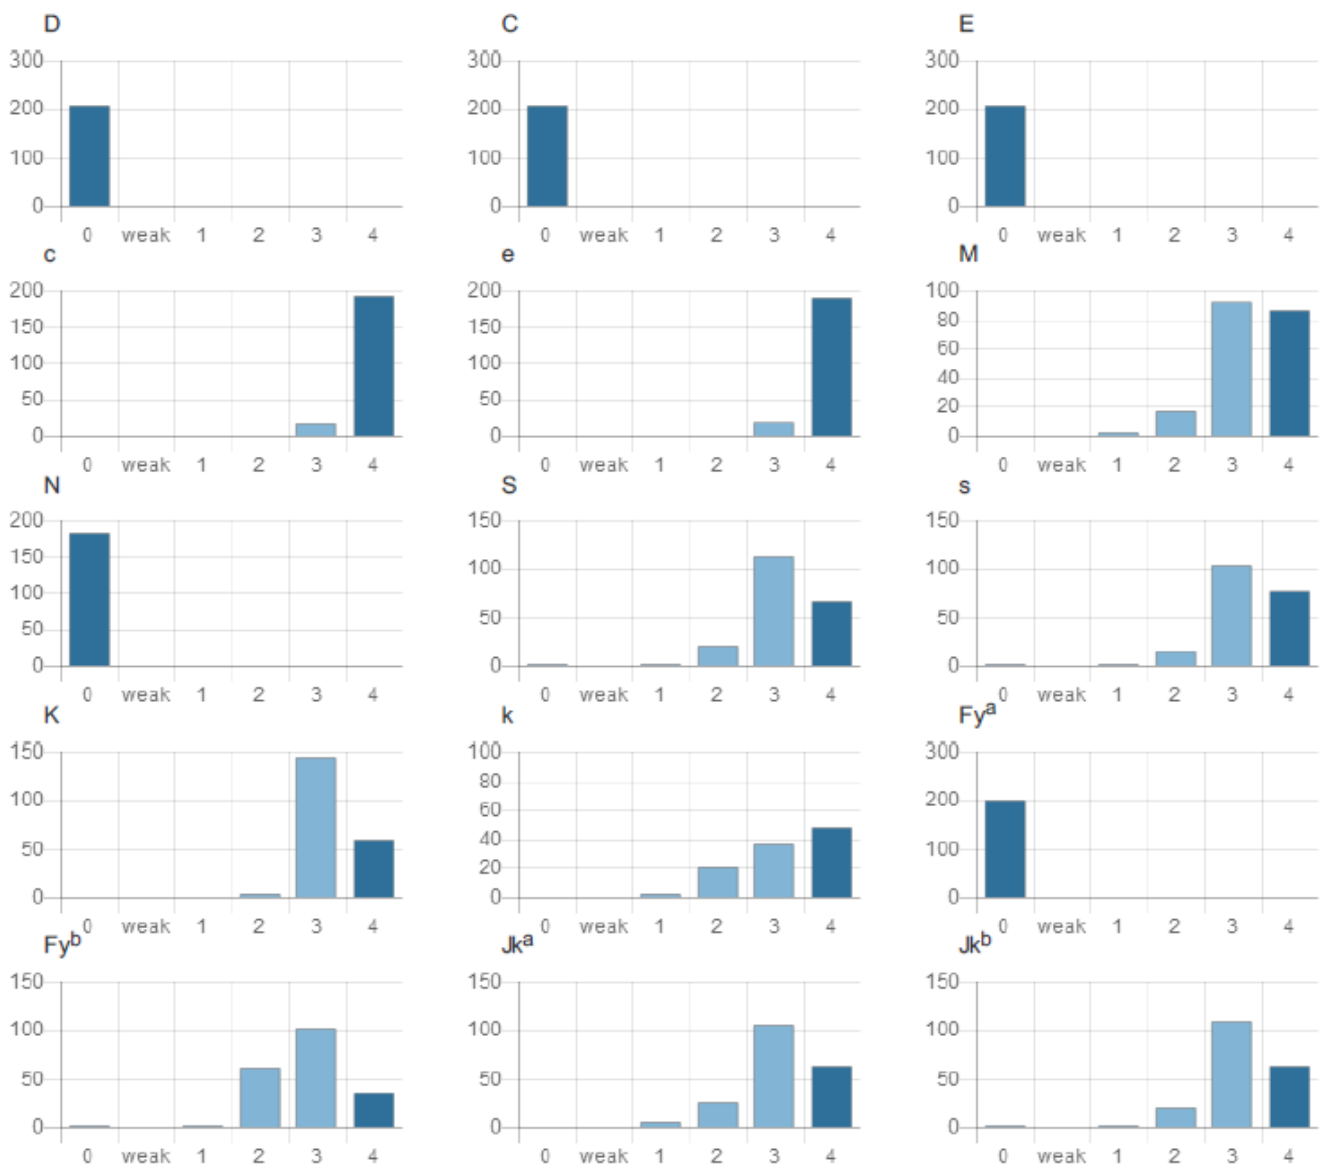 D C E
300 300 300
200 200 200
100 100 100
0 0 0
0 weak 1 2 3 4 0 weak 1 2 3 4 0 weak 1 2 3 4
c e M
200 200 100
150 150 80
100 100 60
50 50 40
0 0 20
0
0 weak 1 2 3 4 0 weak 1 2 3 4 0 weak 1 2 3 4
N S s
200 150 150
150 100 100
100 50 50
50 0 0
0
0 weak 1 2 3 4 0 weak 1 2 3 4 0 weak 1 2 3 4
K k Fyᵃ
150 100 300
100 80 200
50 60 100
0 40 0
20
0
0 weak 1 2 3 4 0 weak 1 2 3 4 0 weak 1 2 3 4
Fyᵇ Jkᵃ Jkᵇ
150 150 150
100 100 100
50 50 50
0 0 0
0 weak 1 2 3 4 0 weak 1 2 3 4 0 weak 1 2 3 4